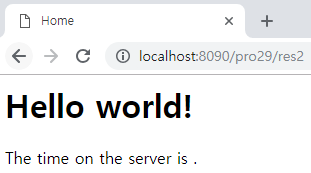 Home
localhost:8090/pro29/res2
Hello world!
The time on the server is .